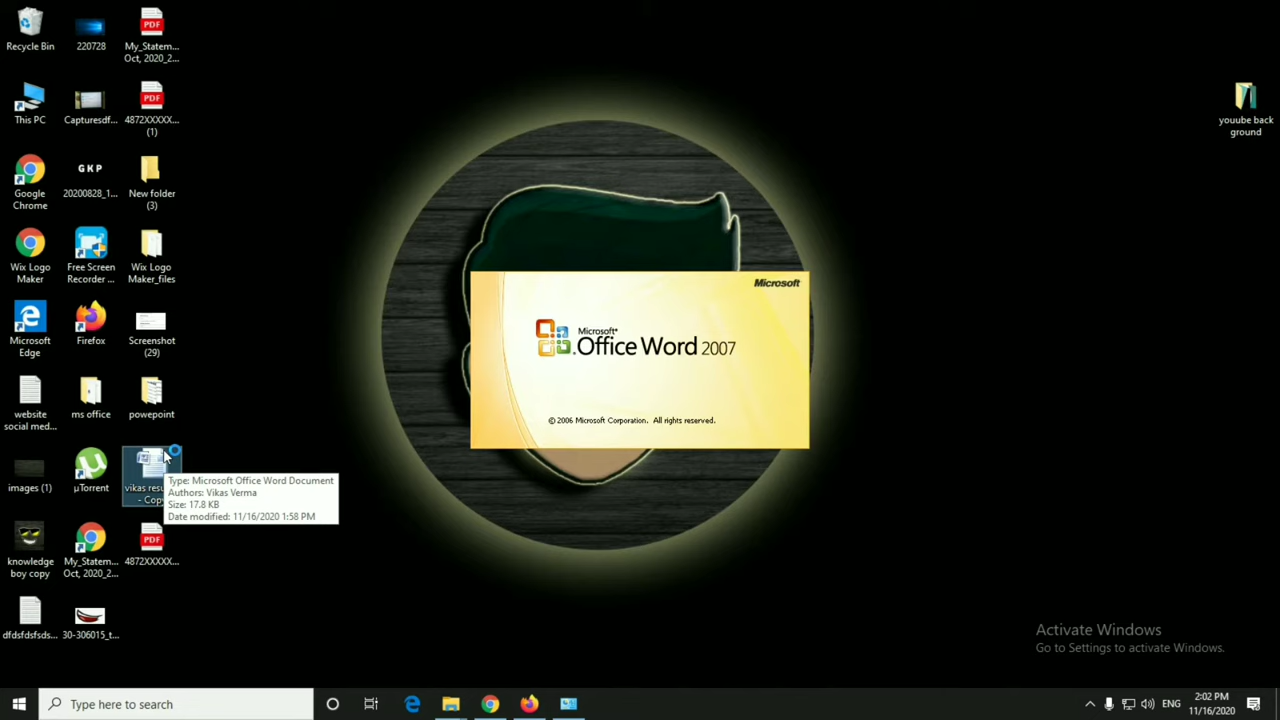 Recycle Bin
220728
My_Statem...
Oct, 2020_2...
This PC
Capturesdf...
4872XXXXX...
(1)
Google
Chrome
GKP
20200828_1...
New folder
(3)
Wix Logo
Maker
Free Screen
Recorder ...
Wix Logo
Maker_files
Microsoft
Edge
Firefox
Screenshot
(29)
website
social med...
ms office
powepoint
images (1)
µTorrent
vikas resu
- Cop
Type: Microsoft Office Word Document
Authors: Vikas Verma
Size: 17.8 KB
Date modified: 11/16/2020 1:58 PM
knowledge
boy copy
My_Statem...
Oct, 2020_2...
4872XXXXX...
dfdsfdsfsds...
30-306015_t...
PDF
PDF
PDF
Microsoft
Microsoft®
Office Word 2007
© 2006 Microsoft Corporation. All rights reserved.
youube back
ground
Activate Windows
Go to Settings to activate Windows.
Type here to search
ENG
2:02 PM
11/16/2020